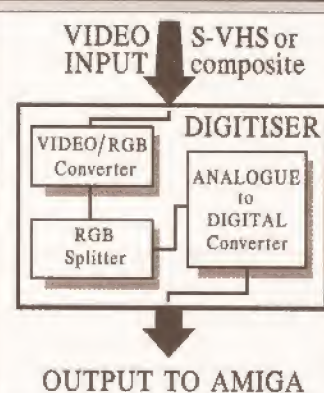 VIDEO S-VHS or
INPUT composite
DIGITISER
VIDEO/RGB
Converter
RGB
Splitter
ANALOGUE
to
DIGITAL
Converter
OUTPUT TO AMIGA